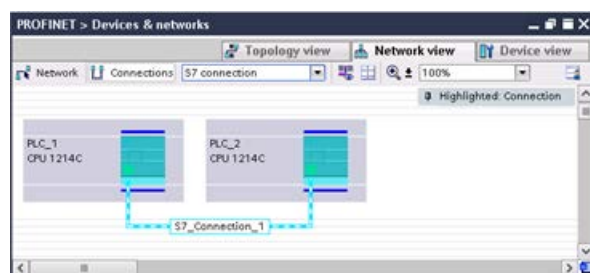 PROFINET > Devices & networks
Topology view Network view Device view
Network Connections S7 connection 100%
Highlighted: Connection
PLC_1 PLC_2
CPU 1214C CPU 1214C
S7_Connection_1